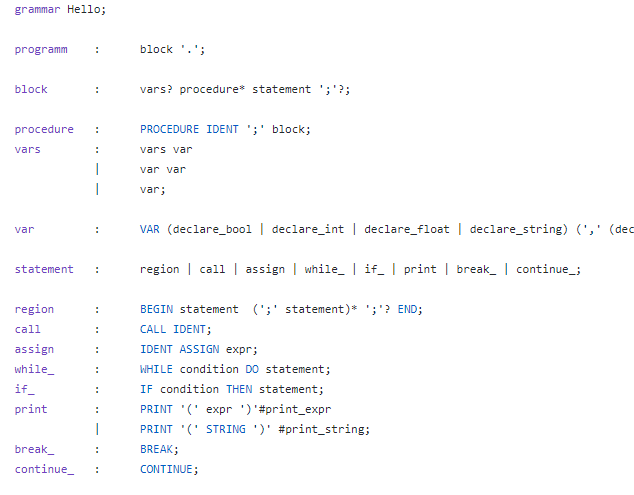 grammar Hello;
programm : block '.';
block : vars? procedure* statement ';'?;
procedure : PROCEDURE IDENT ';' block;
vars : vars var
| var var
| var;
var : VAR (declare_bool | declare_int | declare_float | declare_string) (',' (dec
statement : region | call | assign | while_ | if_ | print | break_ | continue_;
region : BEGIN statement (';' statement)* ';'? END;
call : CALL IDENT;
assign : IDENT ASSIGN expr;
while_ : WHILE condition DO statement;
if_ : IF condition THEN statement;
print : PRINT '(' expr ')'#print_expr
| PRINT '(' STRING ')' #print_string;
break_ : BREAK;
continue_ : CONTINUE;